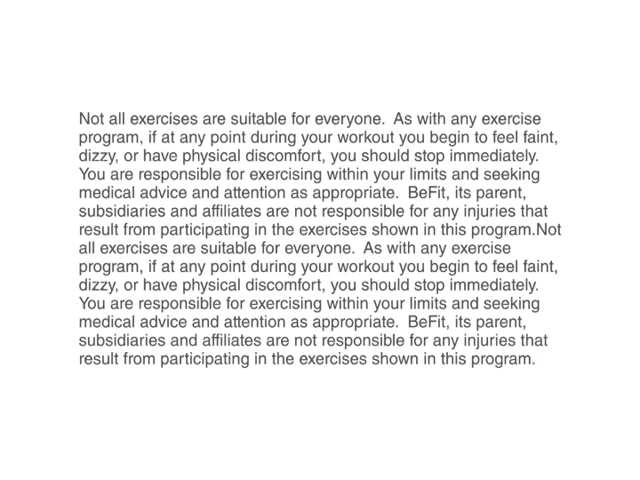 Not all exercises are suitable for everyone.  As with any exercise
program, if at any point during your workout you begin to feel faint,
dizzy, or have physical discomfort, you should stop immediately.
You are responsible for exercising within your limits and seeking
medical advice and attention as appropriate.  BeFit, its parent,
subsidiaries and affiliates are not responsible for any injuries that
result from participating in the exercises shown in this program.Not
all exercises are suitable for everyone.  As with any exercise
program, if at any point during your workout you begin to feel faint,
dizzy, or have physical discomfort, you should stop immediately.
You are responsible for exercising within your limits and seeking
medical advice and attention as appropriate.  BeFit, its parent,
subsidiaries and affiliates are not responsible for any injuries that
result from participating in the exercises shown in this program.